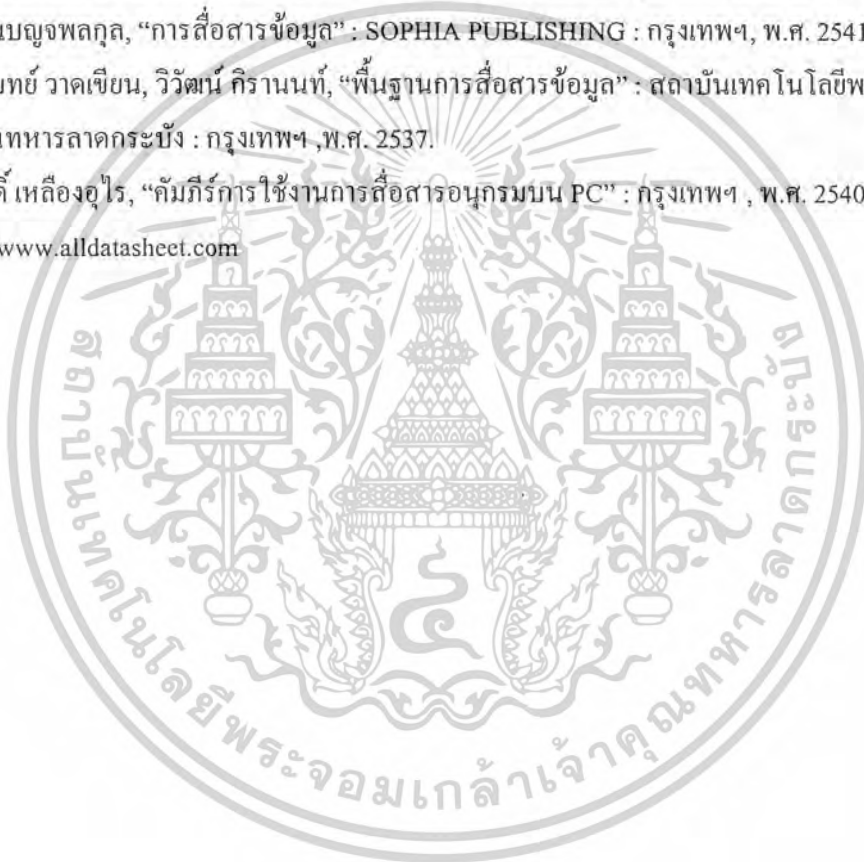 นบญจพลกุล, “การสื่อสารข้อมูล” : SOPHIA PUBLISHING : กรุงเทพฯ, พ.ศ. 2541
มทย์ วาดเขียน, วิวัฒน์ กิรานนท์, “พื้นฐานการสื่อสารข้อมูล” : สถาบันเทคโนโลยีพ
ณทหารลาดกระบัง : กรุงเทพฯ ,พ.ศ. 2537.
ดิ์ เหลืองอุไร, “คัมภีร์การใช้งานการสื่อสารอนุกรมบน PC” : กรุงเทพฯ , พ.ศ. 2540
www.alldatasheet.com
สถาบันเทคโนโลยีพระจอมเกล้าเจ้าคุณทหารลาดกระบัง